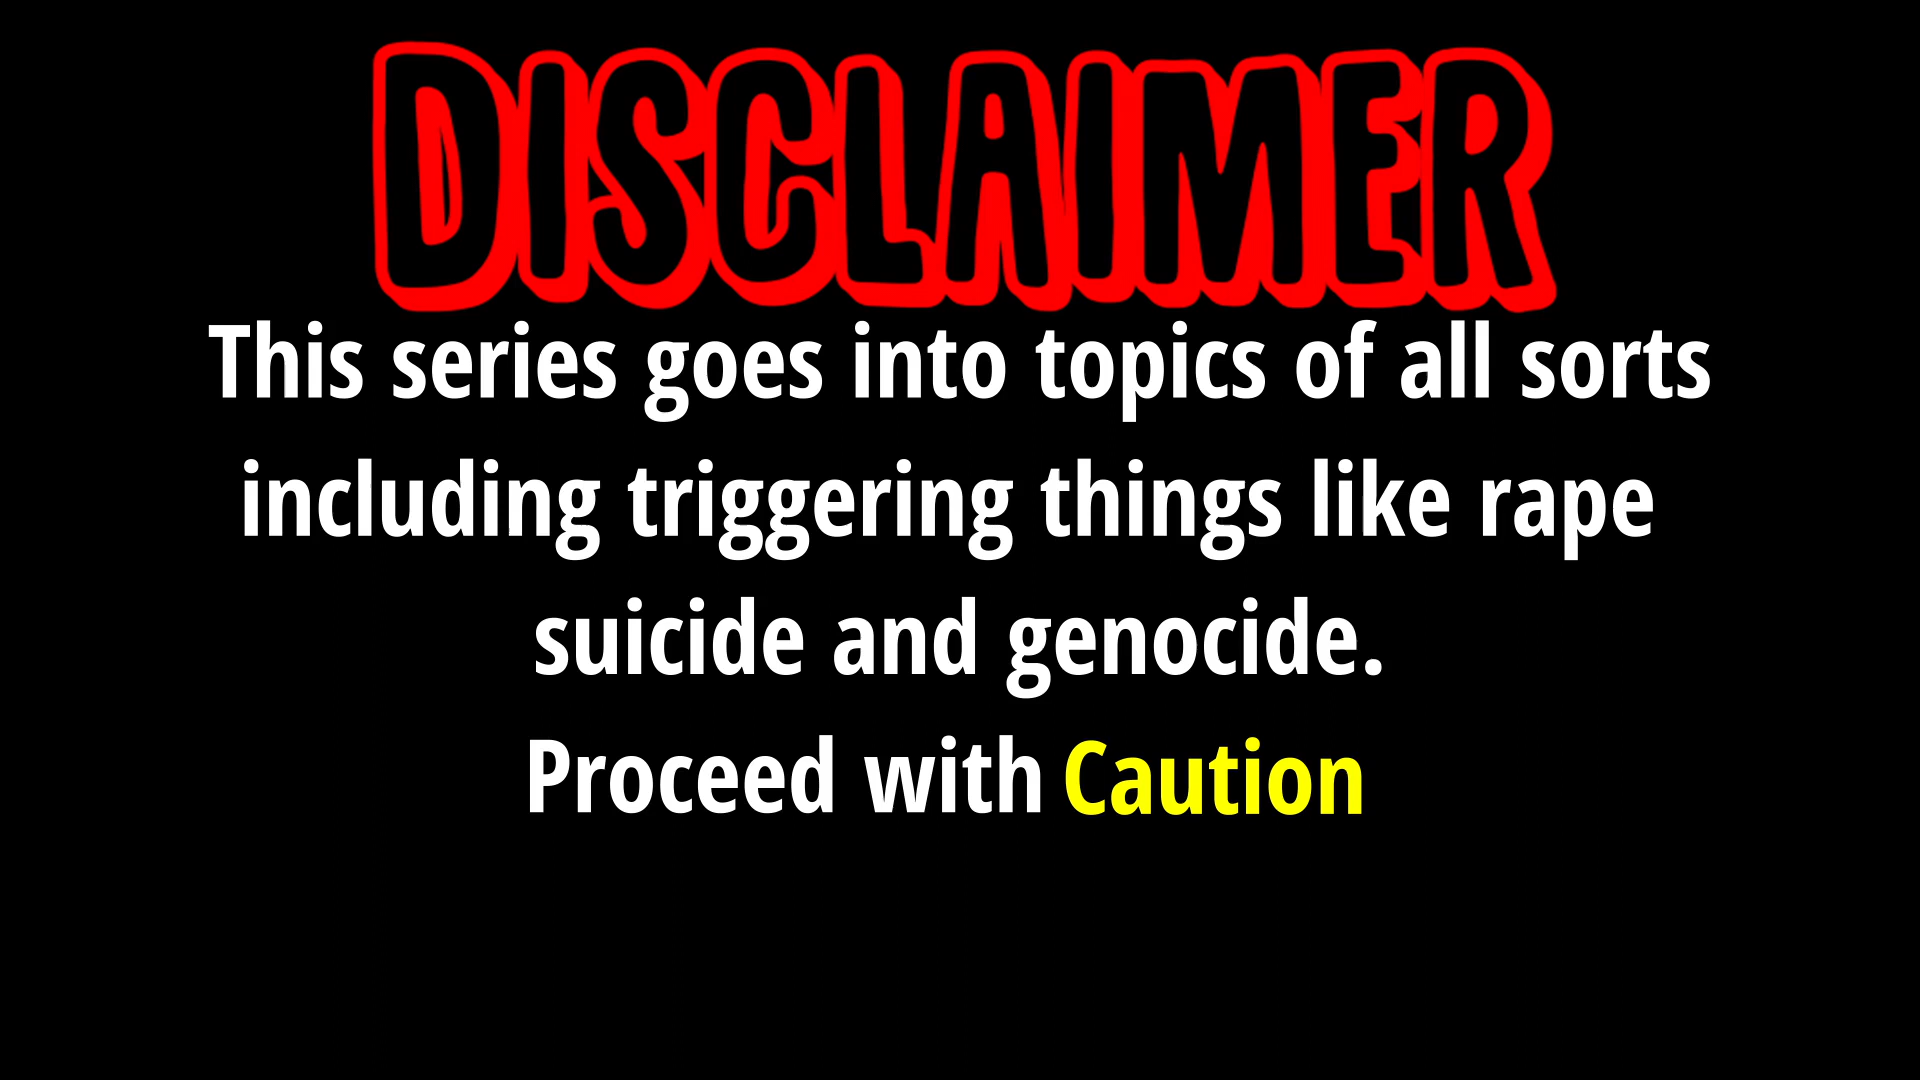 DISCLAIMER
This series goes into topics of all sorts
including triggering things like rape
suicide and genocide.
Proceed with Caution